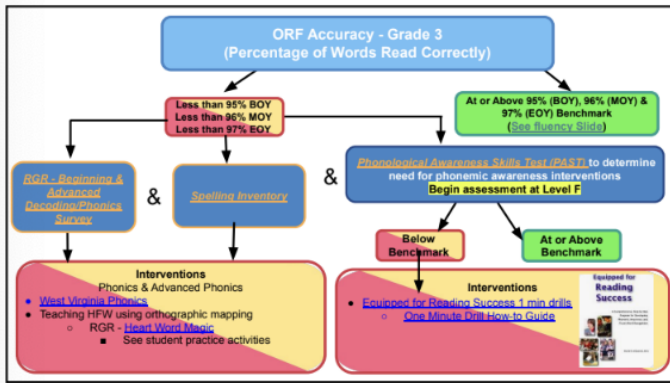 ORF Accuracy - Grade 3
(Percentage of Words Read Correctly)
Less than 95% BOY
Less than 96% MOY
Less than 97% EOY
At or Above 95% (BOY), 96% (MOY) &
97% (EOY) Benchmark
(See fluency Slide)
RGR - Beginning &
Advanced
Decoding/Phonics
Survey
&
Spelling Inventory
&
Phonological Awareness Skills Test (PAST) to determine
need for phonemic awareness interventions
Begin assessment at Level F
Below
Benchmark
At or Above
Benchmark
Interventions
Phonics & Advanced Phonics
● West Virginia Phonics
● Teaching HFW using orthographic mapping
○ RGR - Heart Word Magic
■ See student practice activities
Interventions
● Equipped for Reading Success 1 min drills
○ One Minute Drill How-to Guide
Equipped for
Reading
Success